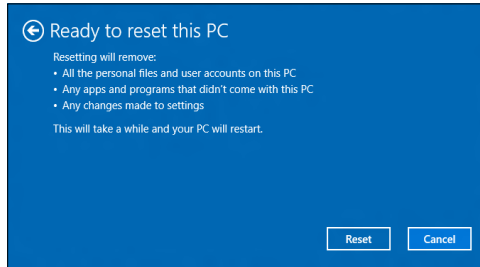 Ready to reset this PC
Resetting will remove:
• All the personal files and user accounts on this PC
• Any apps and programs that didn't come with this PC
• Any changes made to settings
This will take a while and your PC will restart.
Reset Cancel